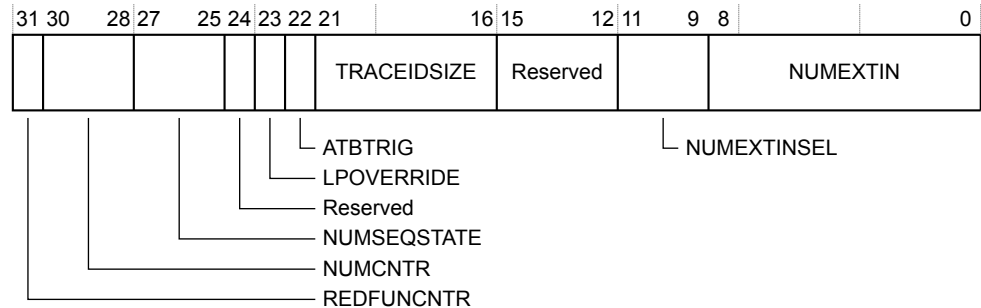 31 30 28 27 25 24 23 22 21 16 15 12 11 9 8 0
TRACEIDSIZE Reserved NUMEXTIN
ATBTRIG NUMEXTINSEL
LPOVERRIDE
Reserved
NUMSEQSTATE
NUMCNTR
REDFUNCNTR